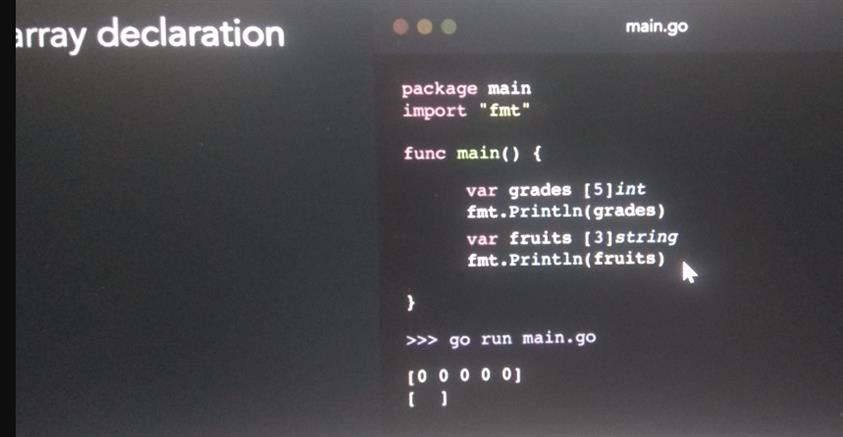 array declaration
main.go
package main
import "fmt"
func main() {
var grades [5]int
fmt.Println(grades)
var fruits [3]string
fmt.Println(fruits)
}
>>> go run main.go
[0 0 0 0 0]
[  ]